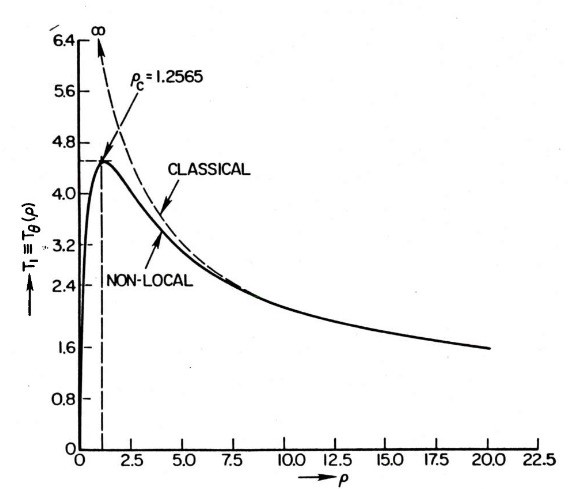 ∞
6.4
ρc = 1.2565
5.6
4.8
CLASSICAL
4.0
3.2
T1 ≡ Tθ(ρ)
2.4
NON-LOCAL
1.6
0.8
0
0 2.5 5.0 7.5 10.0 12.5 15.0 17.5 20.0 22.5
ρ